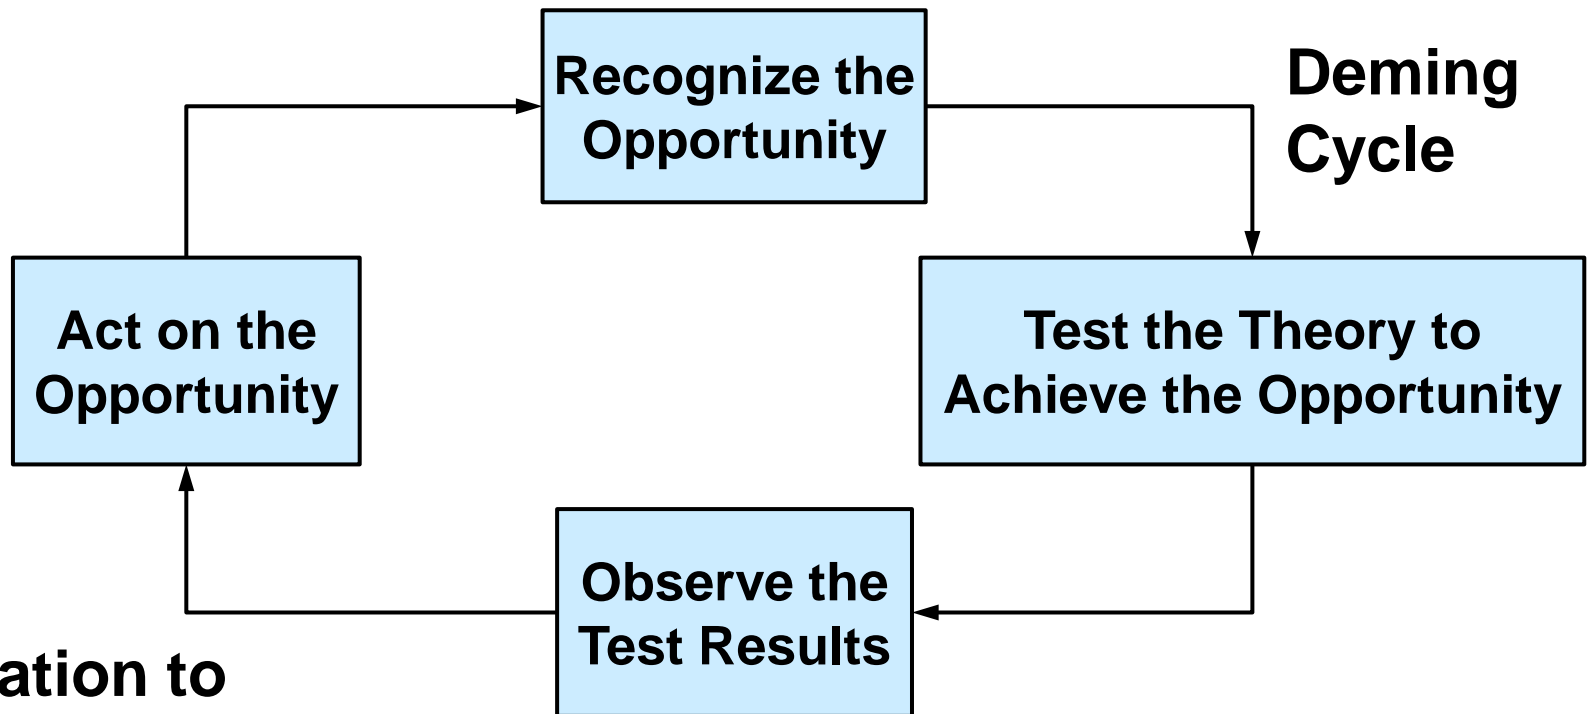 Recognize the
Opportunity
Deming
Cycle
Act on the
Opportunity
Test the Theory to
Achieve the Opportunity
Observe the
Test Results
ation to